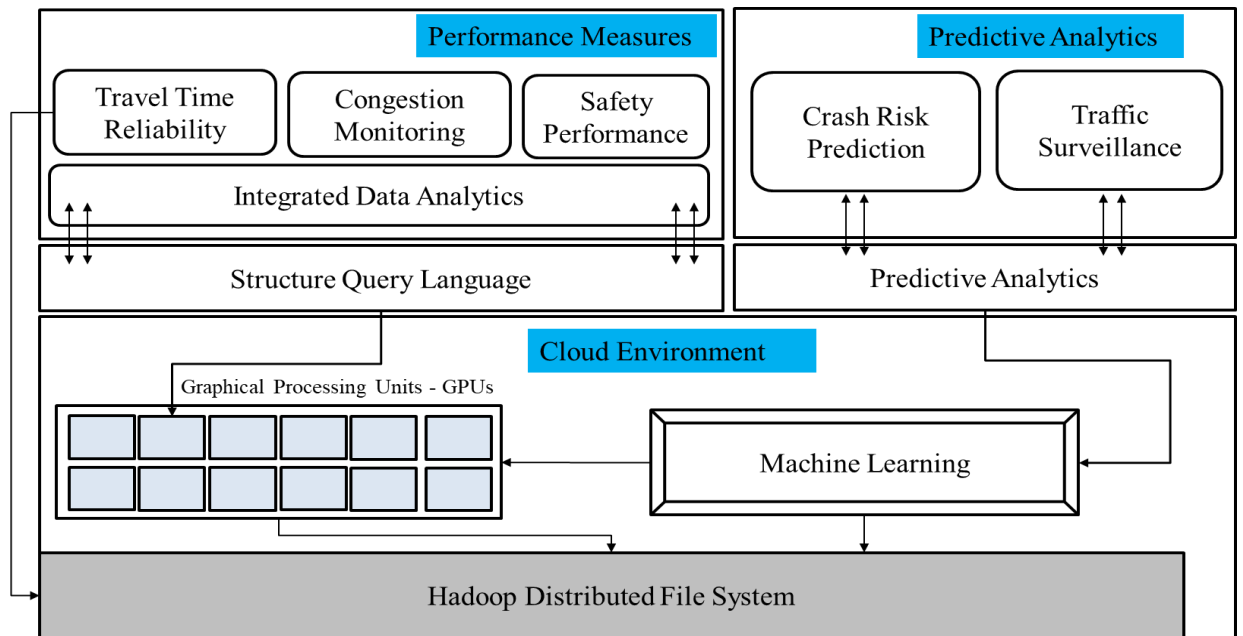 Performance Measures
Predictive Analytics
Travel Time
Reliability
Congestion
Monitoring
Safety
Performance
Crash Risk
Prediction
Traffic
Surveillance
Integrated Data Analytics
Structure Query Language
Predictive Analytics
Cloud Environment
Graphical Processing Units - GPUs
Machine Learning
Hadoop Distributed File System